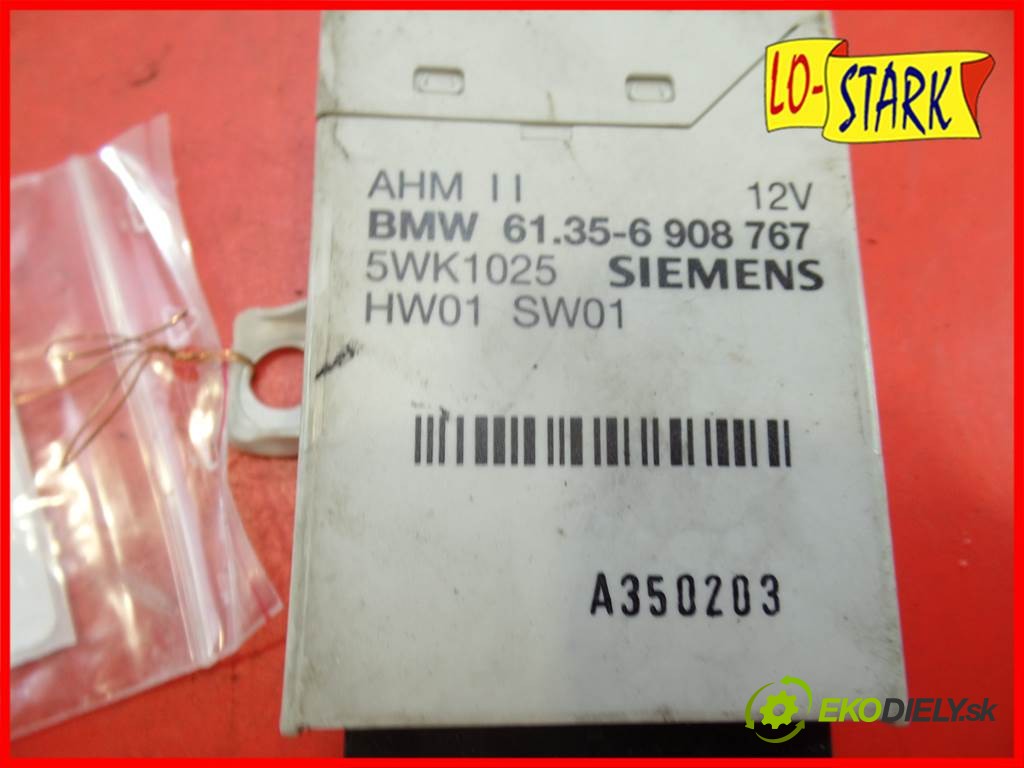 LO-STARK
AHM II 12V
BMW 61.35-6 908 767
5WK1025 SIEMENS
HW01 SW01
A350203
EKODIELY.sk